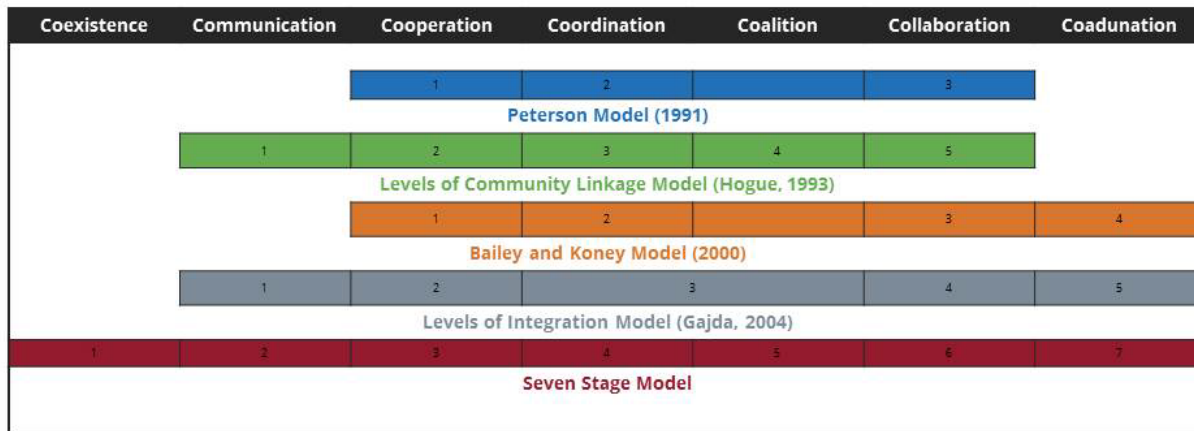 Coexistence Communication Cooperation Coordination Coalition Collaboration Coadunation
1 2 3
Peterson Model (1991)
1 2 3 4 5
Levels of Community Linkage Model (Hogue, 1993)
1 2 3 4
Bailey and Koney Model (2000)
1 2 3 4 5
Levels of Integration Model (Gajda, 2004)
1 2 3 4 5 6 7
Seven Stage Model